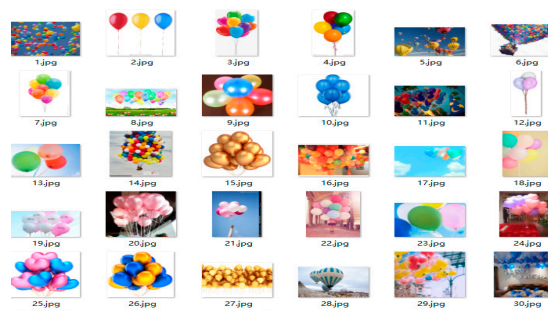 1.jpg 2.jpg 3.jpg 4.jpg 5.jpg 6.jpg
7.jpg 8.jpg 9.jpg 10.jpg 11.jpg 12.jpg
13.jpg 14.jpg 15.jpg 16.jpg 17.jpg 18.jpg
19.jpg 20.jpg 21.jpg 22.jpg 23.jpg 24.jpg
25.jpg 26.jpg 27.jpg 28.jpg 29.jpg 30.jpg